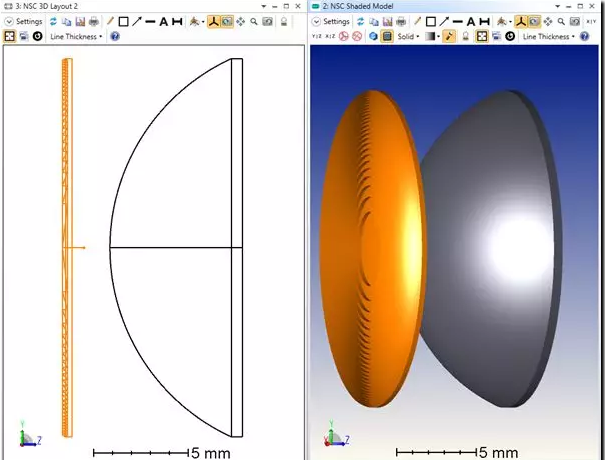 3: NSC 3D Layout 2
Settings
Line Thickness
Y
Z
5 mm
2: NSC Shaded Model
Settings
Solid
Line Thickness
Y
Z
5 mm